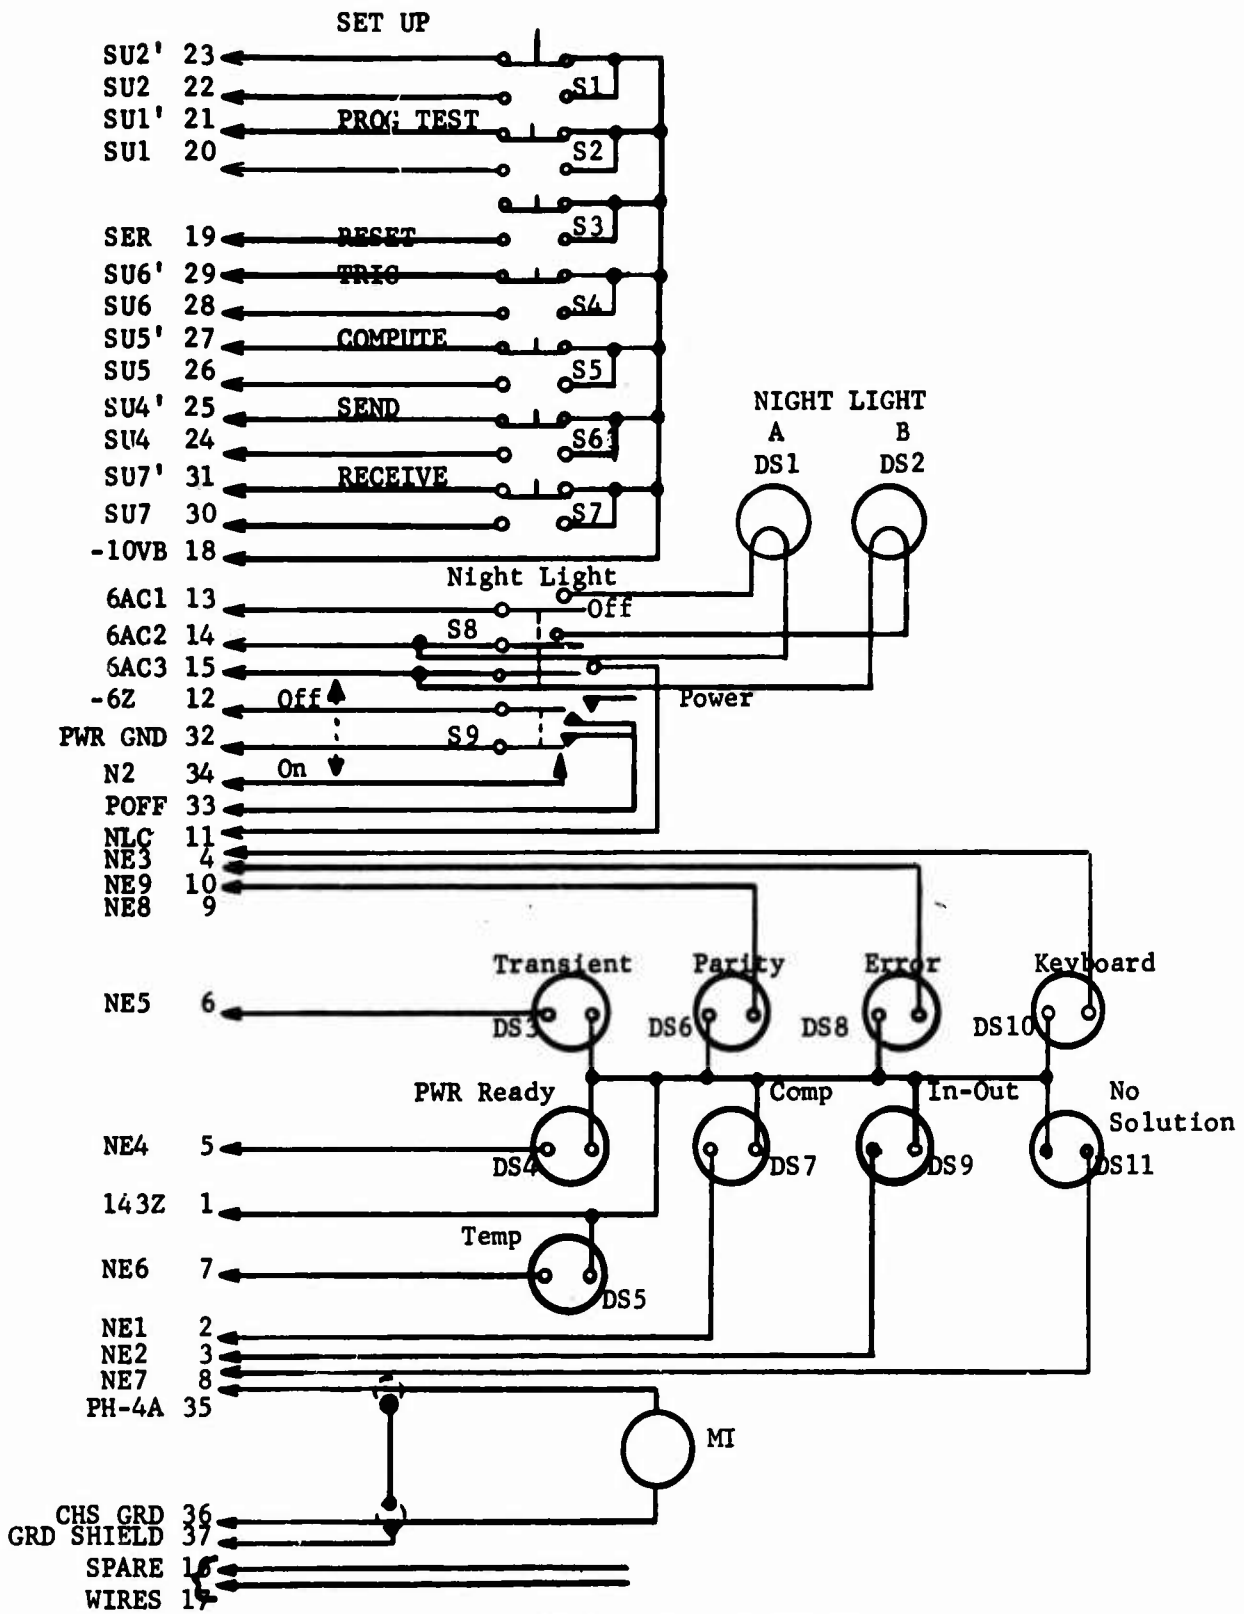 SET UP
SU2' 23
SU2 22
S1
SU1' 21 PROG TEST
SU1 20
S2
S3
SER 19 RESET
SU6' 29 TRIG
SU6 28
S4
SU5' 27 COMPUTE
SU5 26
S5
SU4' 25 SEND
SU4 24
S6
SU7' 31 RECEIVE
SU7 30
S7
-10VB 18
NIGHT LIGHT
A B
DS1 DS2
Night Light
6AC1 13
Off
6AC2 14
S8
6AC3 15
-6Z 12
Off
Power
PWR GND 32
S9
N2 34
On
POFF 33
NLC 11
NE3 4
NE9 10
NE8 9
Transient Parity Error Keyboard
NE5 6
DS3 DS6 DS8 DS10
PWR Ready Comp In-Out No
Solution
NE4 5
DS4 DS7 DS9 DS11
143Z 1
Temp
NE6 7
DS5
NE1 2
NE2 3
NE7 8
PH-4A 35
MI
CHS GRD 36
GRD SHIELD 37
SPARE 16
WIRES 17